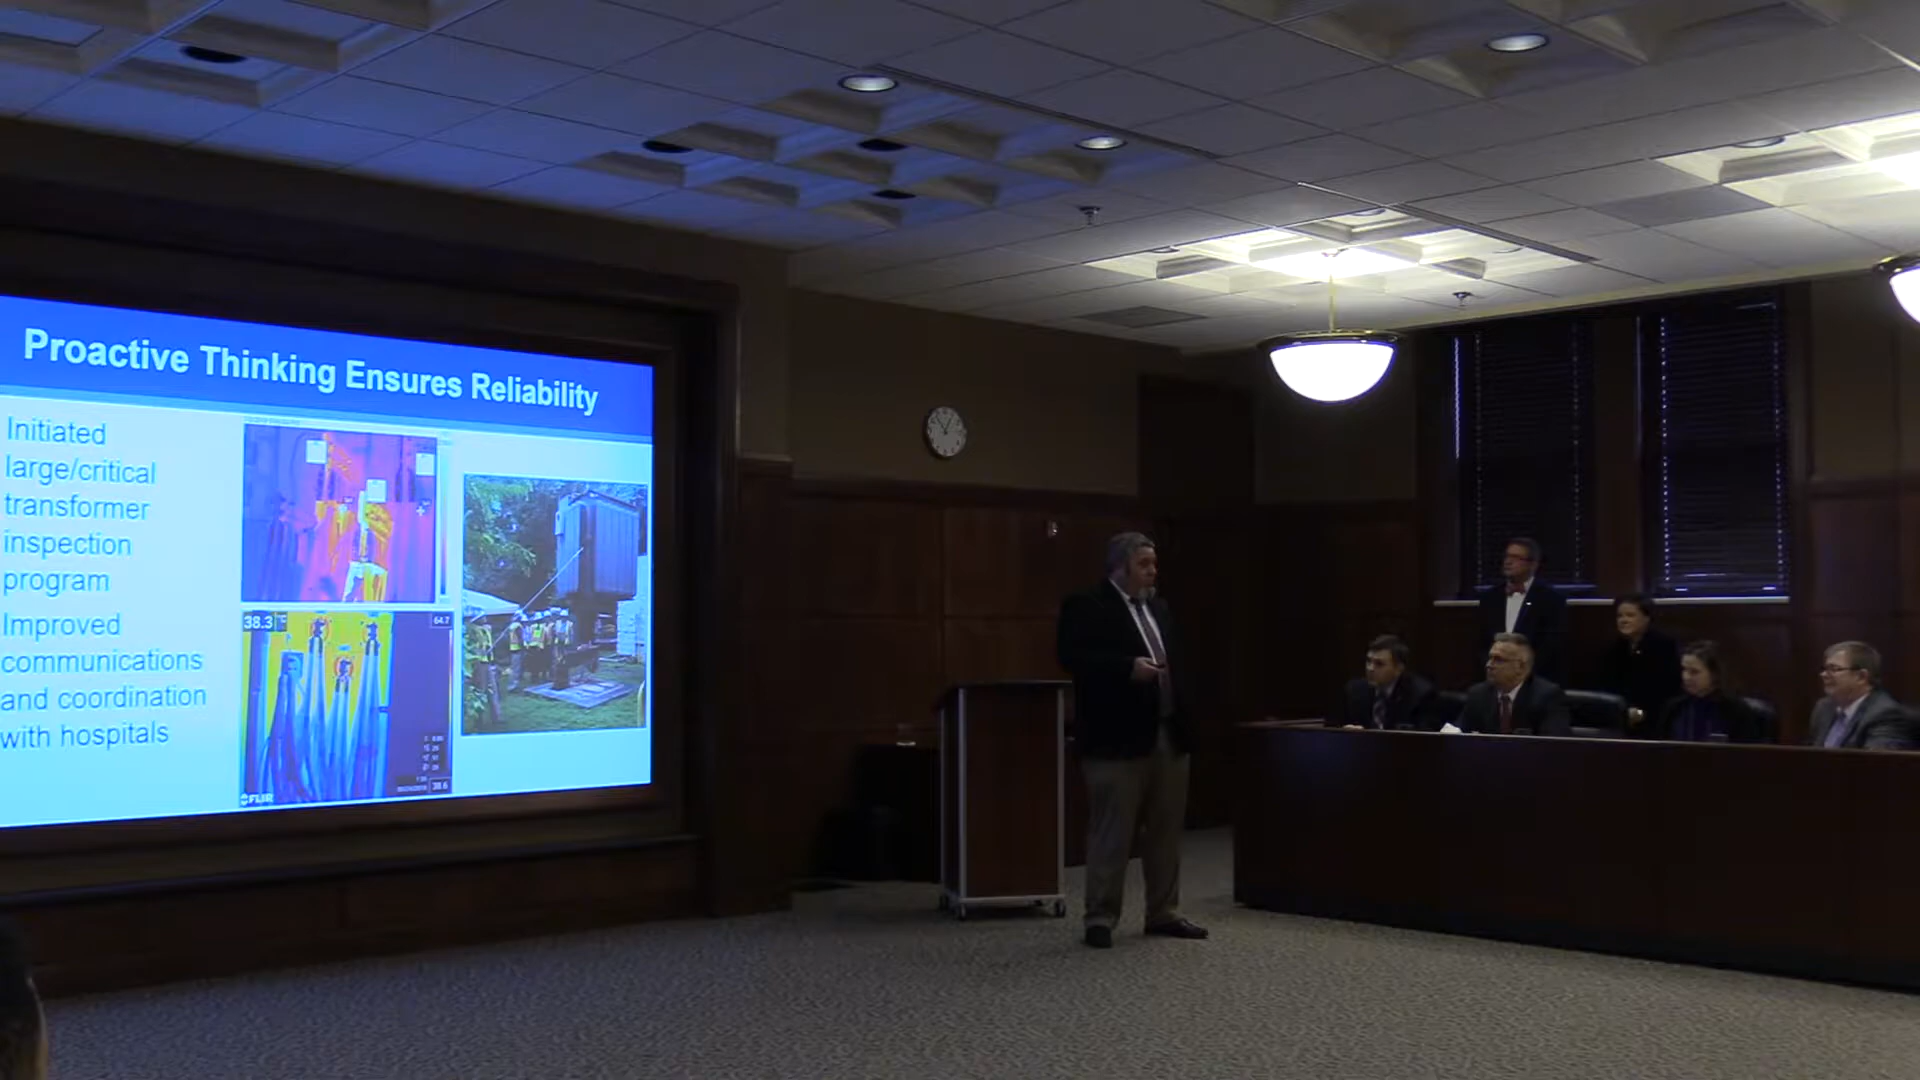 Proactive Thinking Ensures Reliability
Initiated
large/critical
transformer
inspection
program
Improved
communications
and coordination
with hospitals
38.3
64.7
38.6
FLIR